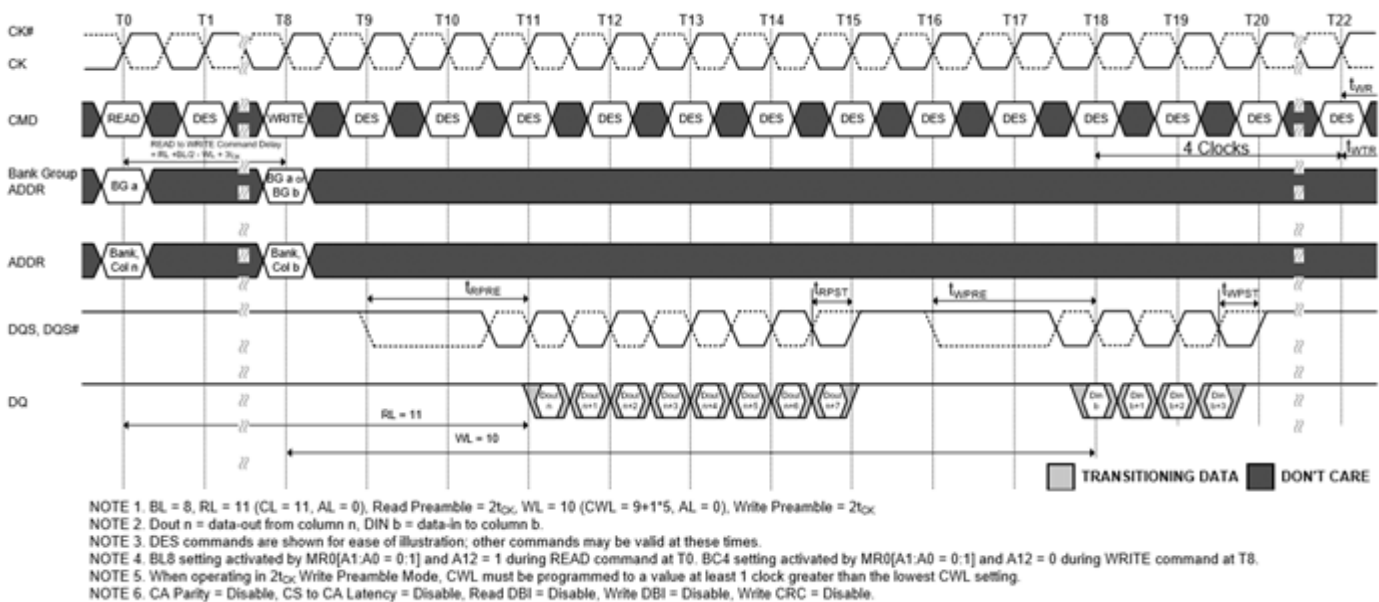 T0 T1 T8 T9 T10 T11 T12 T13 T14 T15 T16 T17 T18 T19 T20 T22
CK#
CK
tWR
CMD READ DES WRITE DES DES DES DES DES DES DES DES DES DES DES DES DES
READ to WRITE Command Delay
= RL +BL/2 - WL + 3tCK
4 Clocks
tWTR
Bank Group
ADDR
BG a
BG a or
BG b
ADDR
Bank,
Col n
Bank,
Col b
tRPRE tRPST tWPRE tWPST
DQS, DQS#
DQ
Dout
n
Dout
n+1
Dout
n+2
Dout
n+3
Dout
n+4
Dout
n+5
Dout
n+6
Dout
n+7
Din
b
Din
b+1
Din
b+2
Din
b+3
RL = 11
WL = 10
TRANSITIONING DATA DON'T CARE
NOTE 1. BL = 8, RL = 11 (CL = 11, AL = 0), Read Preamble = 2tCK, WL = 10 (CWL = 9+1*5, AL = 0), Write Preamble = 2tCK
NOTE 2. Dout n = data-out from column n, DIN b = data-in to column b.
NOTE 3. DES commands are shown for ease of illustration; other commands may be valid at these times.
NOTE 4. BL8 setting activated by MR0[A1:A0 = 0:1] and A12 = 1 during READ command at T0. BC4 setting activated by MR0[A1:A0 = 0:1] and A12 = 0 during WRITE command at T8.
NOTE 5. When operating in 2tCK Write Preamble Mode, CWL must be programmed to a value at least 1 clock greater than the lowest CWL setting.
NOTE 6. CA Parity = Disable, CS to CA Latency = Disable, Read DBI = Disable, Write DBI = Disable, Write CRC = Disable.